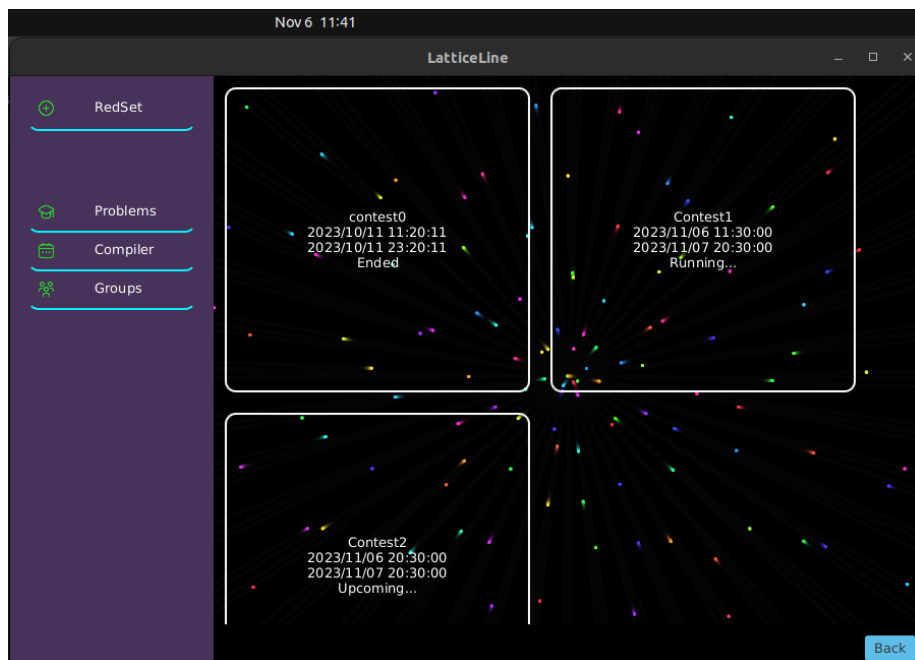 Nov 6 11:41
LatticeLine
RedSet
Problems
Compiler
Groups
contest0
2023/10/11 11:20:11
2023/10/11 23:20:11
Ended
Contest1
2023/11/06 11:30:00
2023/11/07 20:30:00
Running...
Contest2
2023/11/06 20:30:00
2023/11/07 20:30:00
Upcoming...
Back